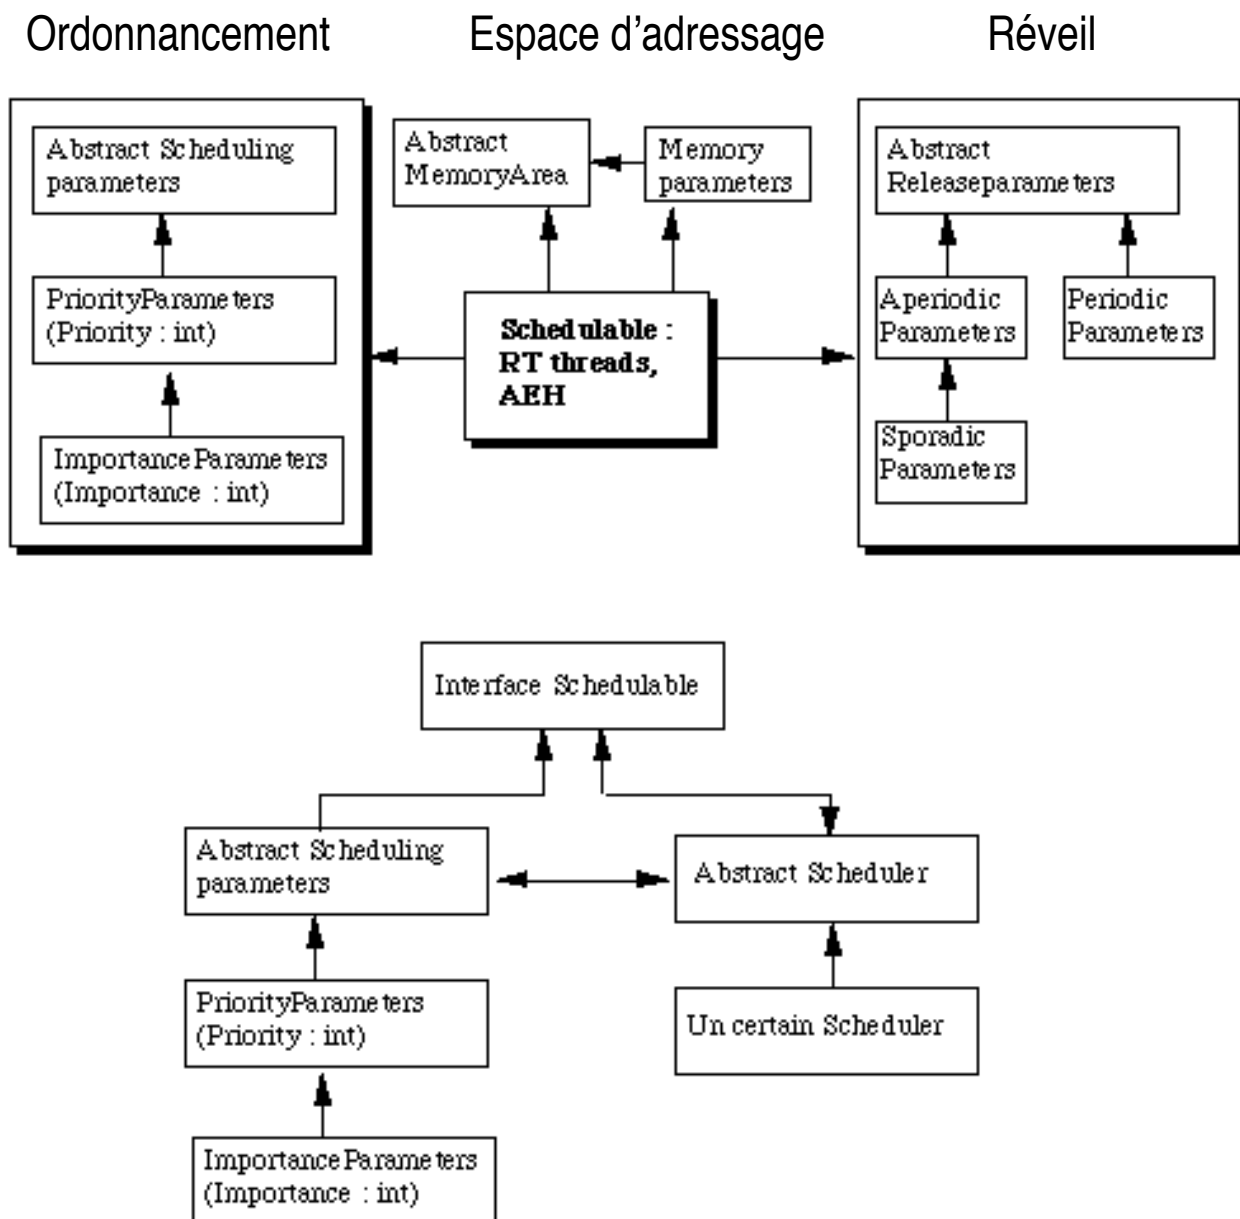 Ordonnancement
Espace d'adressage
Réveil
Abstract Scheduling
parameters
PriorityParameters
(Priority : int)
ImportanceParameters
(Importance : int)
Abstract
MemoryArea
Memory
parameters
Schedulable :
RT threads,
AEH
Abstract
Releaseparameters
Aperiodic
Parameters
Periodic
Parameters
Sporadic
Parameters
Interface Schedulable
Abstract Scheduling
parameters
Abstract Scheduler
PriorityParameters
(Priority : int)
Un certain Scheduler
ImportanceParameters
(Importance : int)